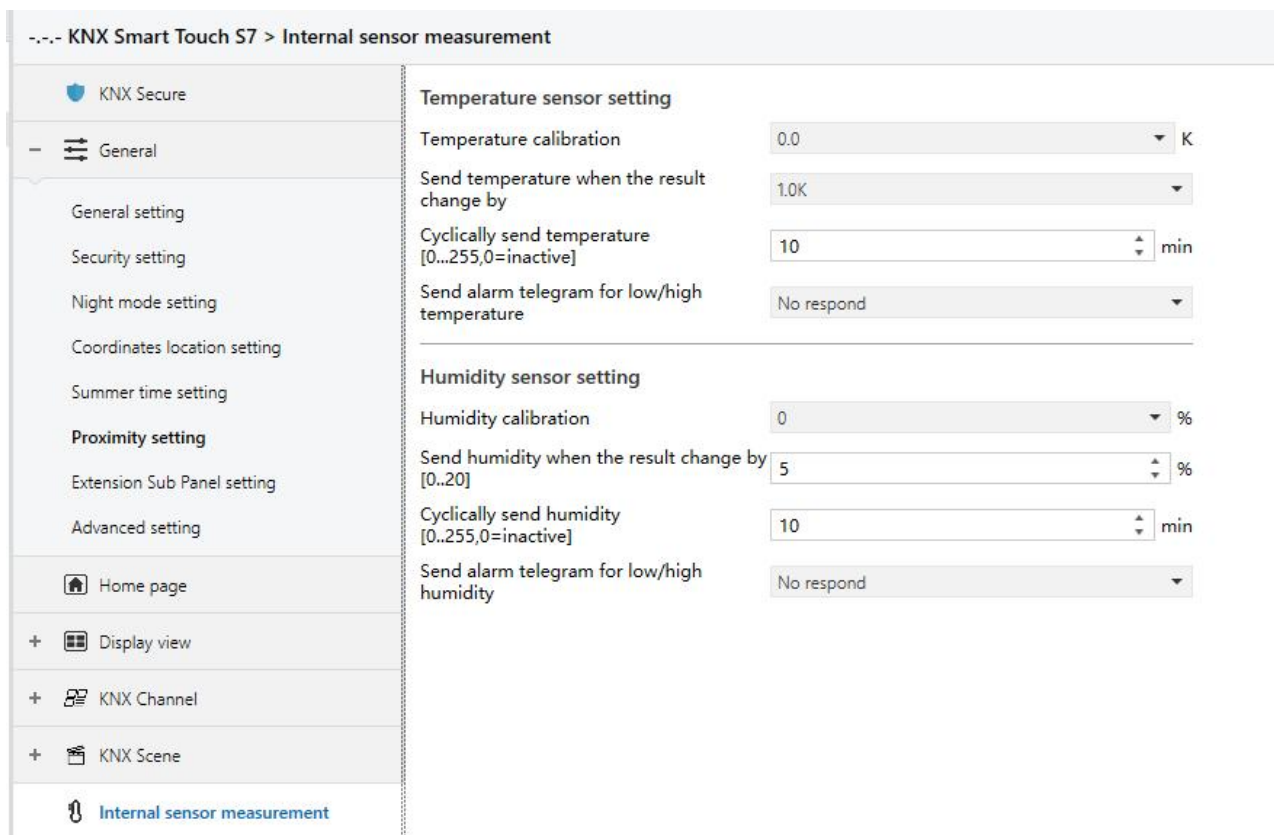 -.-.- KNX Smart Touch S7 > Internal sensor measurement
KNX Secure
General
General setting
Security setting
Night mode setting
Coordinates location setting
Summer time setting
Proximity setting
Extension Sub Panel setting
Advanced setting
Home page
Display view
KNX Channel
KNX Scene
Internal sensor measurement
Temperature sensor setting
Temperature calibration 0.0 K
Send temperature when the result
change by 1.0K
Cyclically send temperature
[0...255,0=inactive] 10 min
Send alarm telegram for low/high
temperature No respond
Humidity sensor setting
Humidity calibration 0 %
Send humidity when the result change by
[0..20] 5 %
Cyclically send humidity
[0..255,0=inactive] 10 min
Send alarm telegram for low/high
humidity No respond